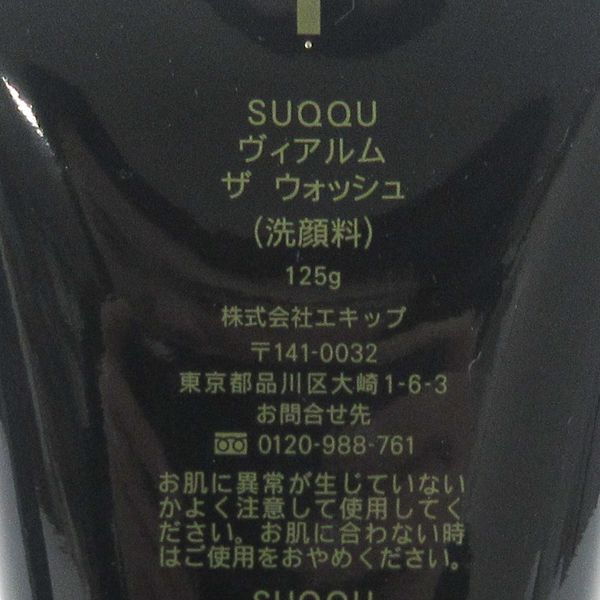 SUQQU
ヴィアルム
ザ ウォッシュ
(洗顔料)
125g
株式会社エキップ
〒141-0032
東京都品川区大崎1-6-3
お問合せ先
0120-988-761
お肌に異常が生じていない
かよく注意して使用してく
ださい。お肌に合わない時
はご使用をおやめください。
SUQQU